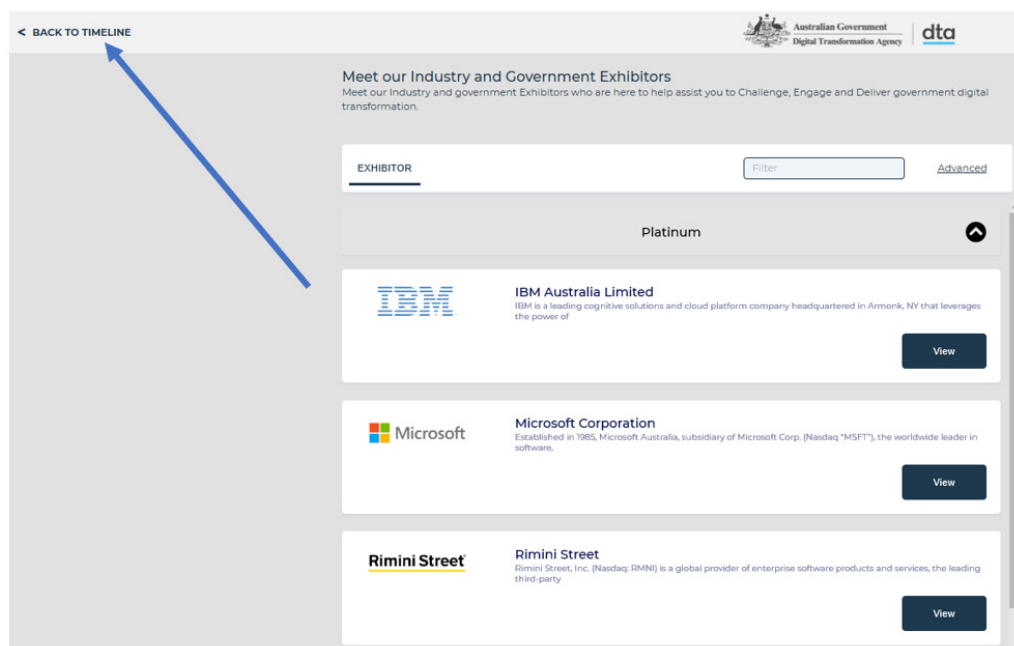 < BACK TO TIMELINE
Australian Government
Digital Transformation Agency
dta
Meet our Industry and Government Exhibitors
Meet our Industry and government Exhibitors who are here to help assist you to Challenge, Engage and Deliver government digital
transformation.
EXHIBITOR
Filter
Advanced
Platinum
IBM
IBM Australia Limited
IBM is a leading cognitive solutions and cloud platform company headquartered in Armonk, NY that leverages
the power of
View
Microsoft
Microsoft Corporation
Established in 1985, Microsoft Australia, subsidiary of Microsoft Corp. (Nasdaq "MSFT"), the worldwide leader in
software,
View
Rimini Street
Rimini Street
Rimini Street, Inc. (Nasdaq: RMNI) is a global provider of enterprise software products and services, the leading
third-party
View